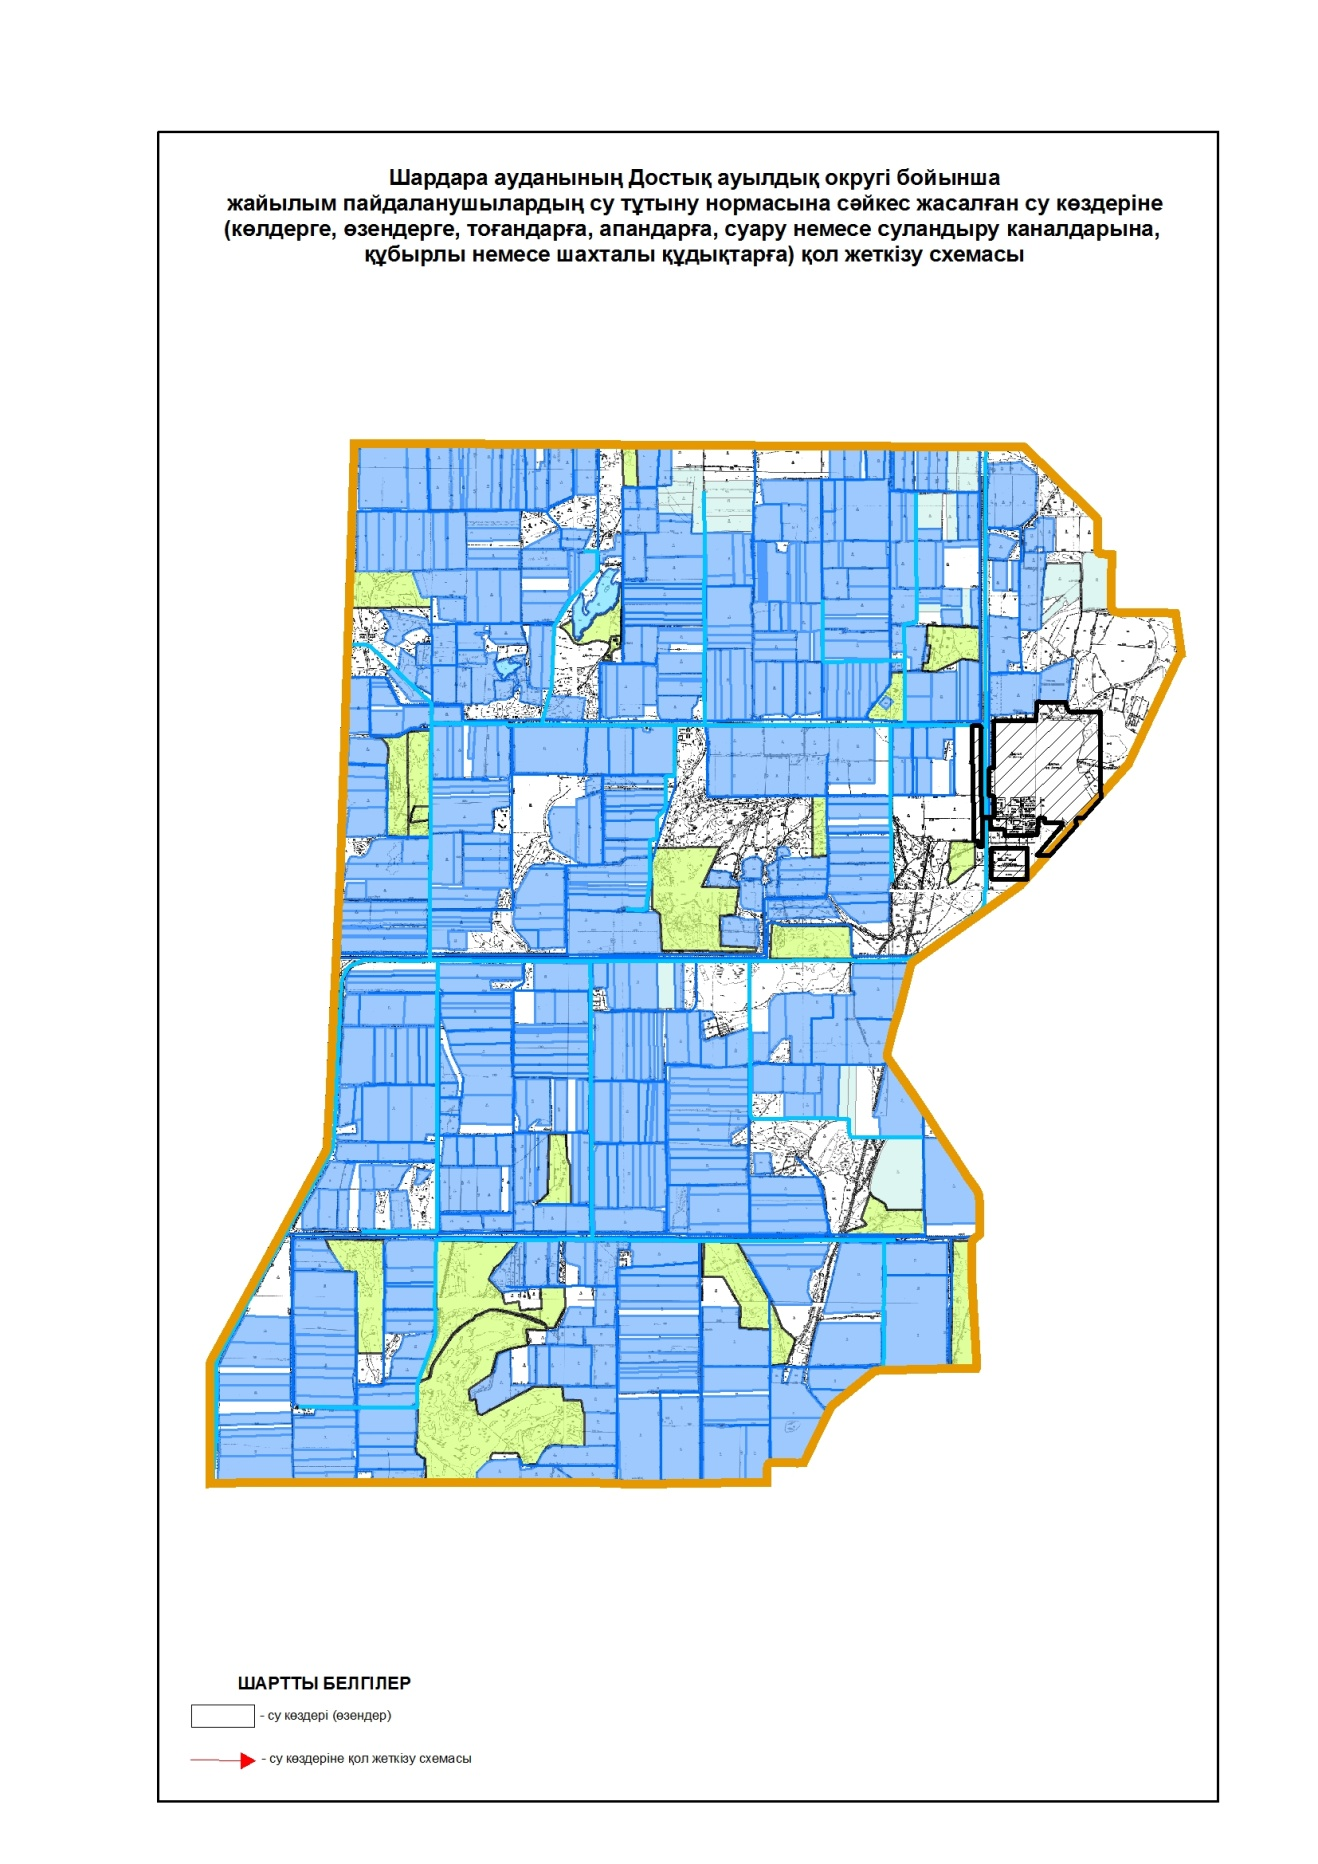 Шардара ауданының Достық ауылдық округі бойынша
жайылым пайдаланушылардың су тұтыну нормасына сәйкес жасалған су көздеріне
(көлдерге, өзендерге, тоғандарға, апандарға, суару немесе суландыру каналдарына,
құбырлы немесе шахталы құдықтарға) қол жеткізу схемасы
ШАРТТЫ БЕЛГІЛЕР
- су көздері (өзендер)
- су көздеріне қол жеткізу схемасы